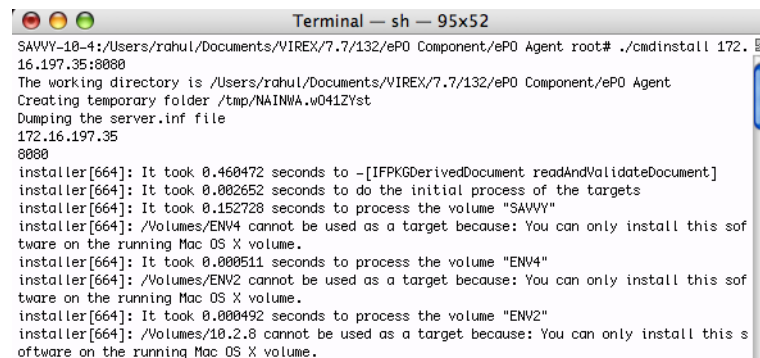 Terminal — sh — 95x52
SAVVY-10-4:/Users/rahul/Documents/VIREX/7.7/132/ePO Component/ePO Agent root# ./cmdinstall 172.
16.197.35:8080
The working directory is /Users/rahul/Documents/VIREX/7.7/132/ePO Component/ePO Agent
Creating temporary folder /tmp/NAINWA.wO41ZYst
Dumping the server.inf file
172.16.197.35
8080
installer[664]: It took 0.460472 seconds to -[IFPKGDerivedDocument readAndValidateDocument]
installer[664]: It took 0.002652 seconds to do the initial process of the targets
installer[664]: It took 0.152728 seconds to process the volume "SAVVY"
installer[664]: /Volumes/ENV4 cannot be used as a target because: You can only install this sof
tware on the running Mac OS X volume.
installer[664]: It took 0.000511 seconds to process the volume "ENV4"
installer[664]: /Volumes/ENV2 cannot be used as a target because: You can only install this sof
tware on the running Mac OS X volume.
installer[664]: It took 0.000492 seconds to process the volume "ENV2"
installer[664]: /Volumes/10.2.8 cannot be used as a target because: You can only install this s
oftware on the running Mac OS X volume.